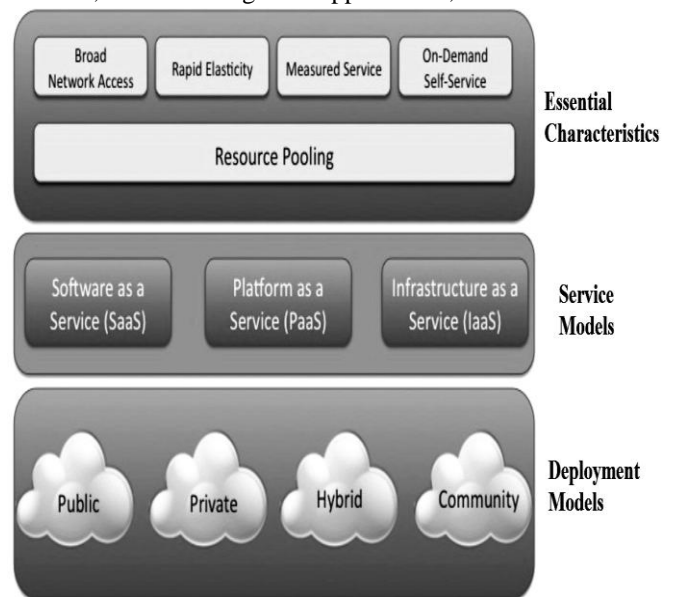 Broad
Network Access
Rapid Elasticity
Measured Service
On-Demand
Self-Service
Resource Pooling
Essential
Characteristics
Software as a
Service (SaaS)
Platform as a
Service (PaaS)
Infrastructure as a
Service (IaaS)
Service
Models
Public
Private
Hybrid
Community
Deployment
Models